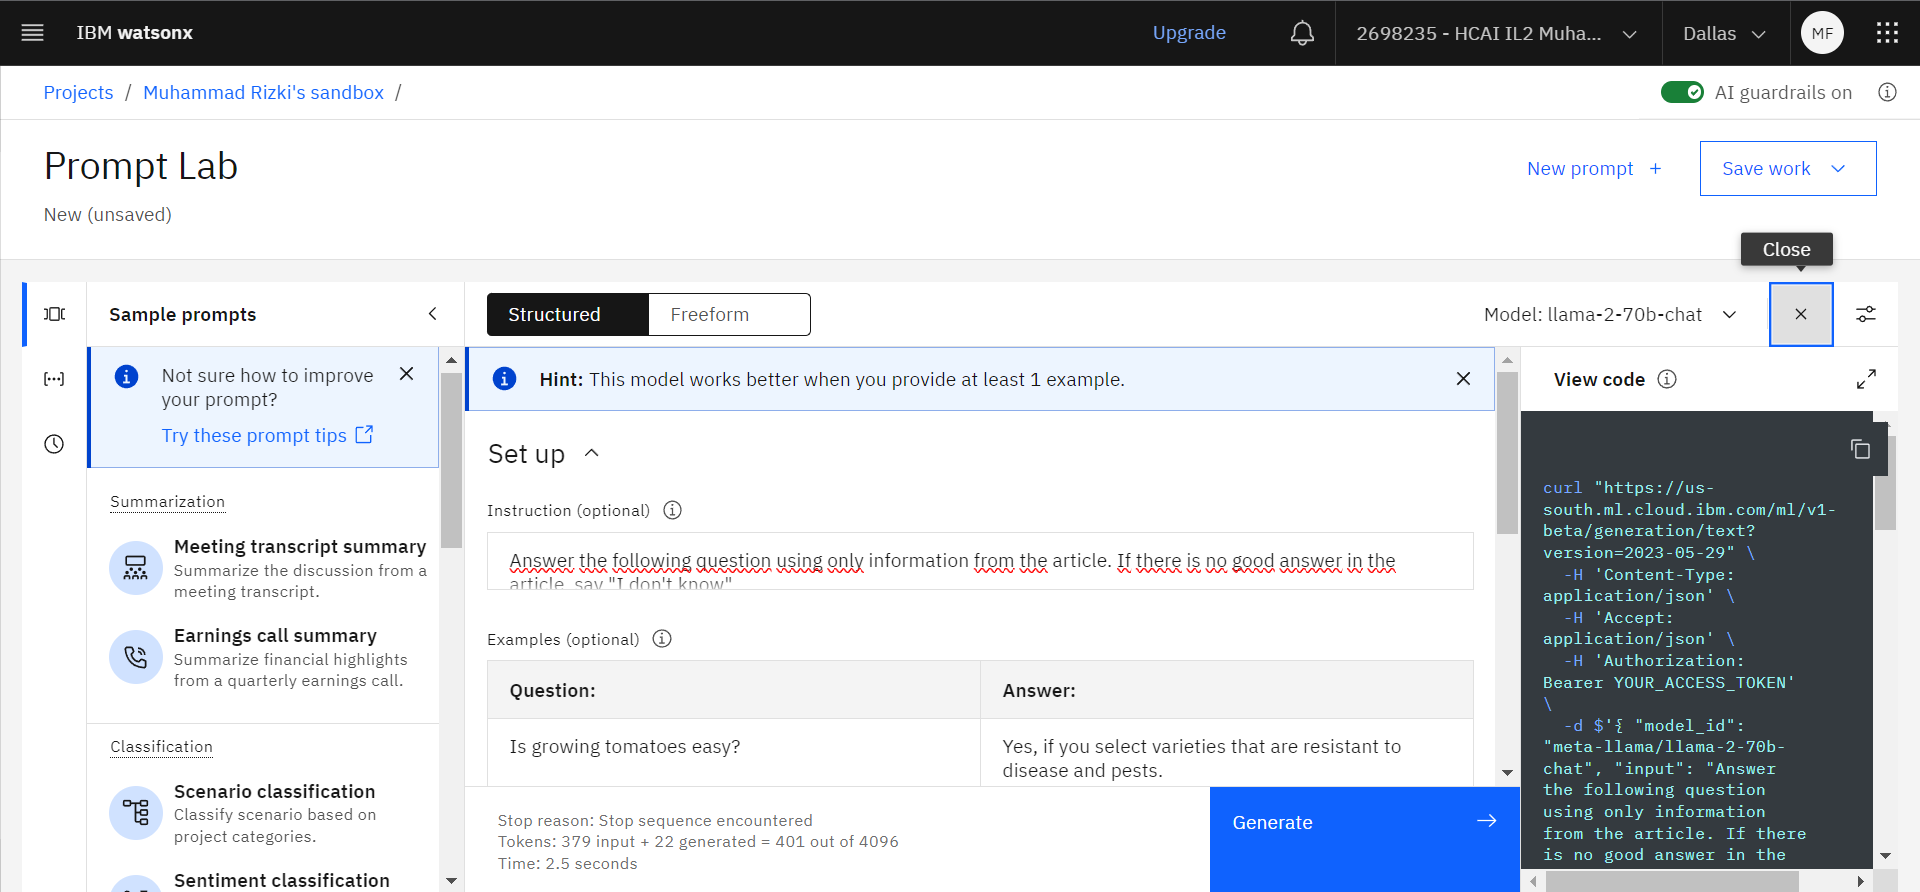 IBM watsonx
Upgrade
2698235 - HCAI IL2 Muha...
Dallas
MF
Projects / Muhammad Rizki's sandbox /
AI guardrails on
Prompt Lab
New (unsaved)
New prompt +
Save work
Close
Sample prompts
Structured
Freeform
Model: llama-2-70b-chat
Not sure how to improve
your prompt?
Try these prompt tips
Summarization
Meeting transcript summary
Summarize the discussion from a
meeting transcript.
Earnings call summary
Summarize financial highlights
from a quarterly earnings call.
Classification
Scenario classification
Classify scenario based on
project categories.
Sentiment classification
Hint: This model works better when you provide at least 1 example.
Set up
Instruction (optional)
Answer the following question using only information from the article. If there is no good answer in the
article, say "I don't know"
Examples (optional)
Question:
Answer:
Is growing tomatoes easy?
Yes, if you select varieties that are resistant to
disease and pests.
Stop reason: Stop sequence encountered
Tokens: 379 input + 22 generated = 401 out of 4096
Time: 2.5 seconds
Generate
View code
curl "https://us-
south.ml.cloud.ibm.com/ml/v1-
beta/generation/text?
version=2023-05-29" \
-H 'Content-Type:
application/json' \
-H 'Accept:
application/json' \
-H 'Authorization:
Bearer YOUR_ACCESS_TOKEN'
\
-d $'{ "model_id":
"meta-llama/llama-2-70b-
chat", "input": "Answer
the following question
using only information
from the article. If there
is no good answer in the